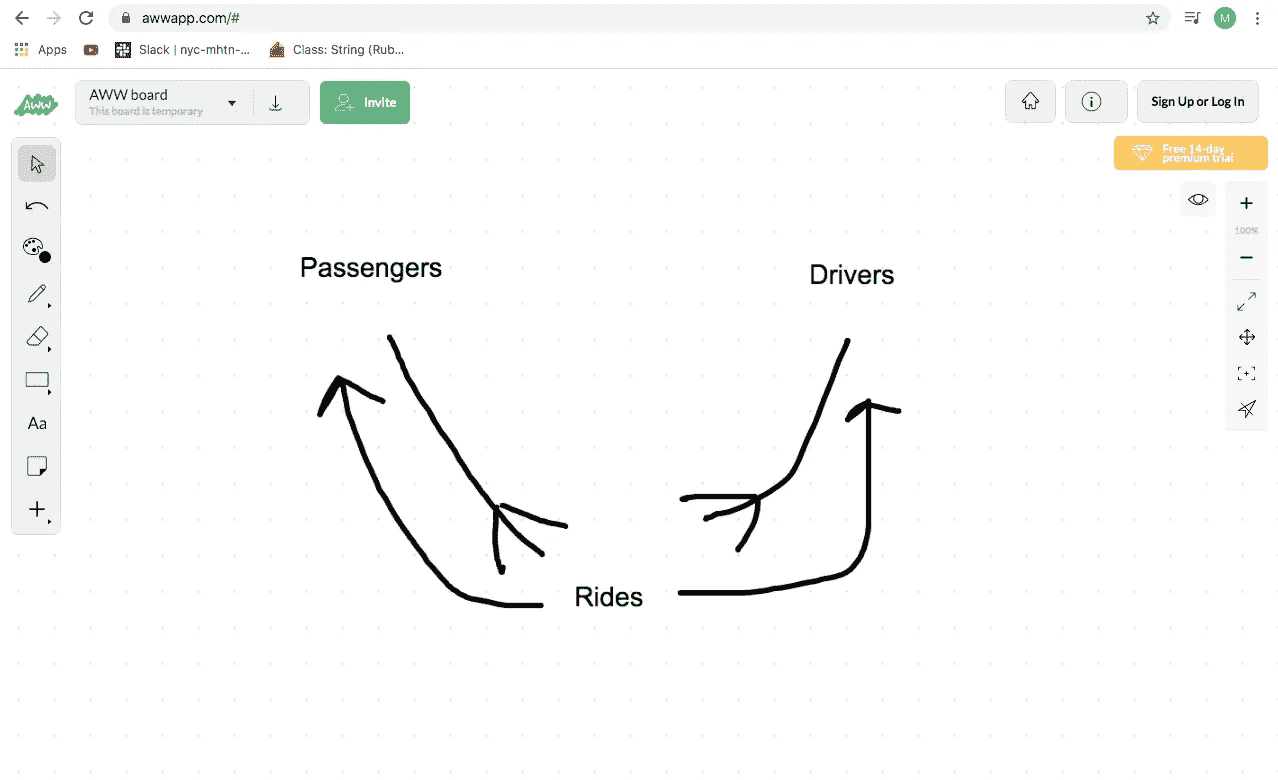 awwapp.com/#
M
Apps
Slack | nyc-mhtn-...
Class: String (Rub...
AWW
AWW board
This board is temporary
Invite
i
Sign Up or Log In
Free 14-day
premium trial
100%
Passengers
Drivers
Aa
Rides